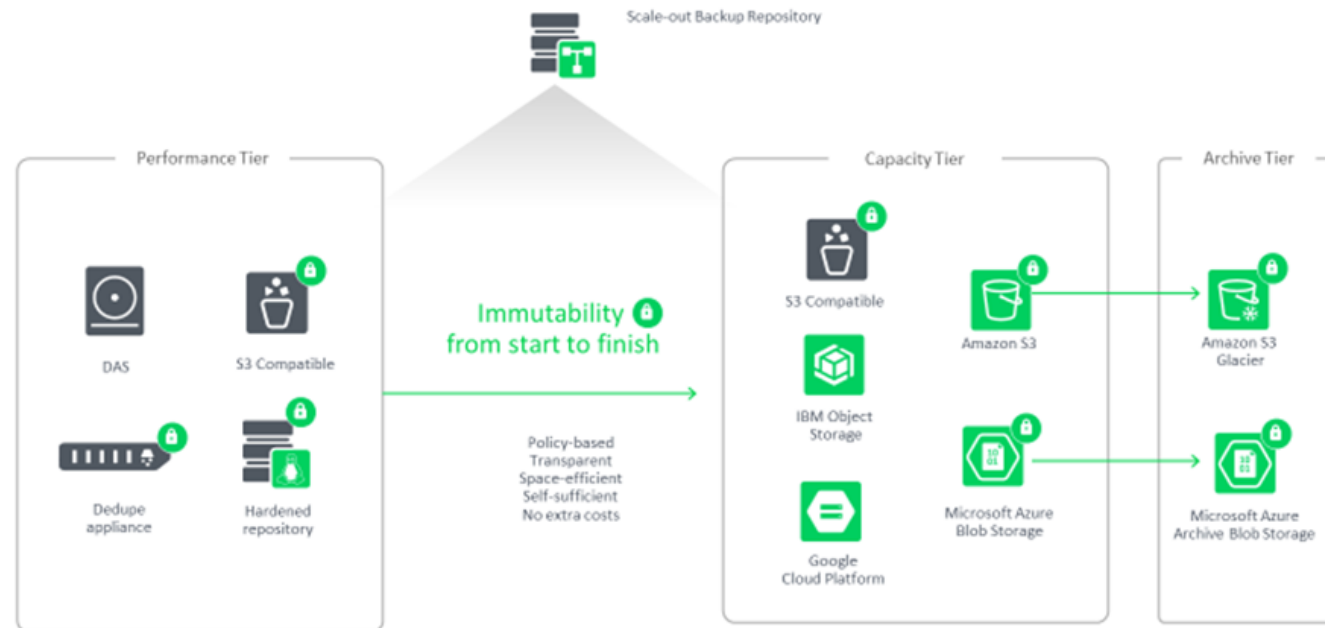 Scale-out Backup Repository
Performance Tier
DAS
S3 Compatible
Dedupe
appliance
Hardened
repository
Immutability
from start to finish
Policy-based
Transparent
Space-efficient
Self-sufficient
No extra costs
Capacity Tier
S3 Compatible
Amazon S3
IBM Object
Storage
Microsoft Azure
Blob Storage
Google
Cloud Platform
Archive Tier
Amazon S3
Glacier
Microsoft Azure
Archive Blob Storage